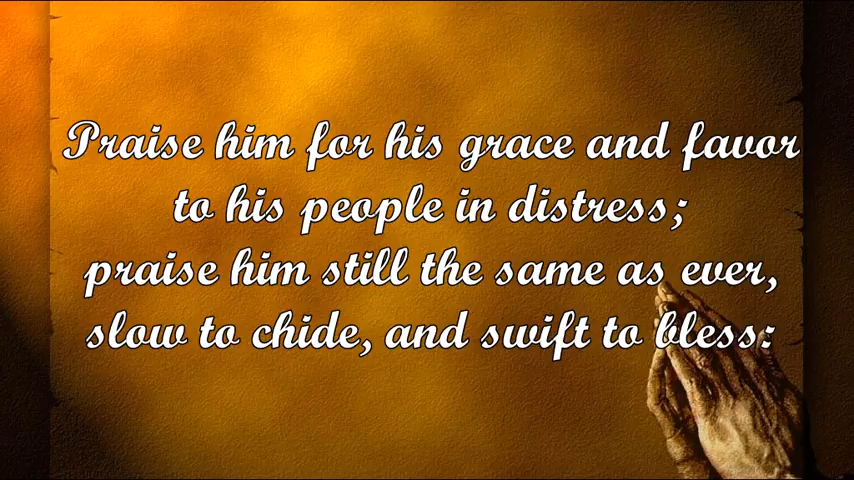 Praise him for his grace and favor
to his people in distress;
praise him still the same as ever,
slow to chide, and swift to bless: